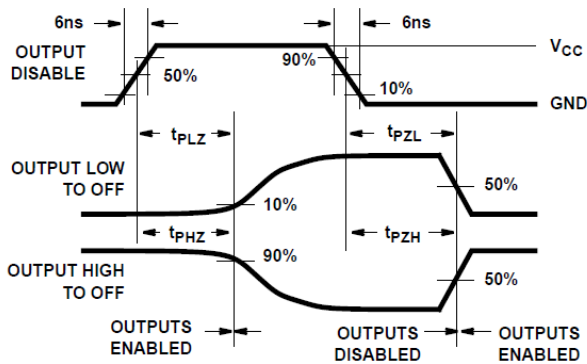 6ns
6ns
OUTPUT
DISABLE
50%
90%
10%
VCC
GND
tPLZ
tPZL
OUTPUT LOW
TO OFF
10%
50%
tPHZ
tPZH
OUTPUT HIGH
TO OFF
90%
50%
OUTPUTS
ENABLED
OUTPUTS
DISABLED
OUTPUTS
ENABLED